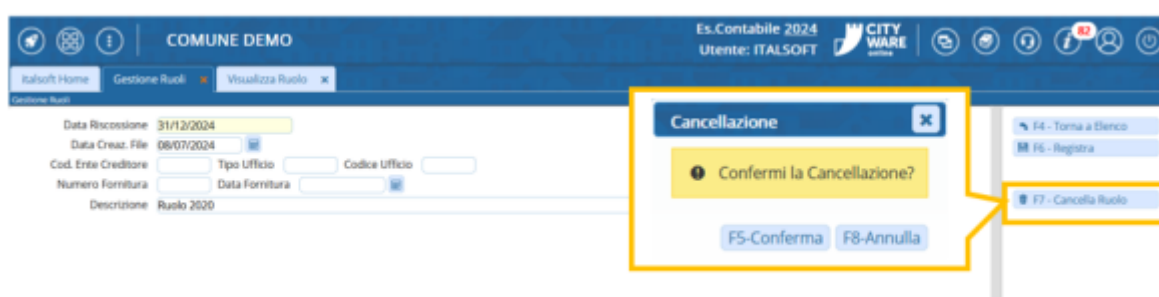 COMUNE DEMO
Es.Contabile 2024
Utente: ITALSOFT
CITY
WARE
online
82
Italsoft Home
Gestione Ruoli
Visualizza Ruolo
Gestione Ruoli
Data Riscossione 31/12/2024
Data Creaz. File 08/07/2024
Cod. Ente Creditore Tipo Ufficio Codice Ufficio
Numero Fornitura Data Fornitura
Descrizione Ruolo 2020
Cancellazione
Confermi la Cancellazione?
F5-Conferma F8-Annulla
F4 - Torna a Elenco
F6 - Registra
F7 - Cancella Ruolo